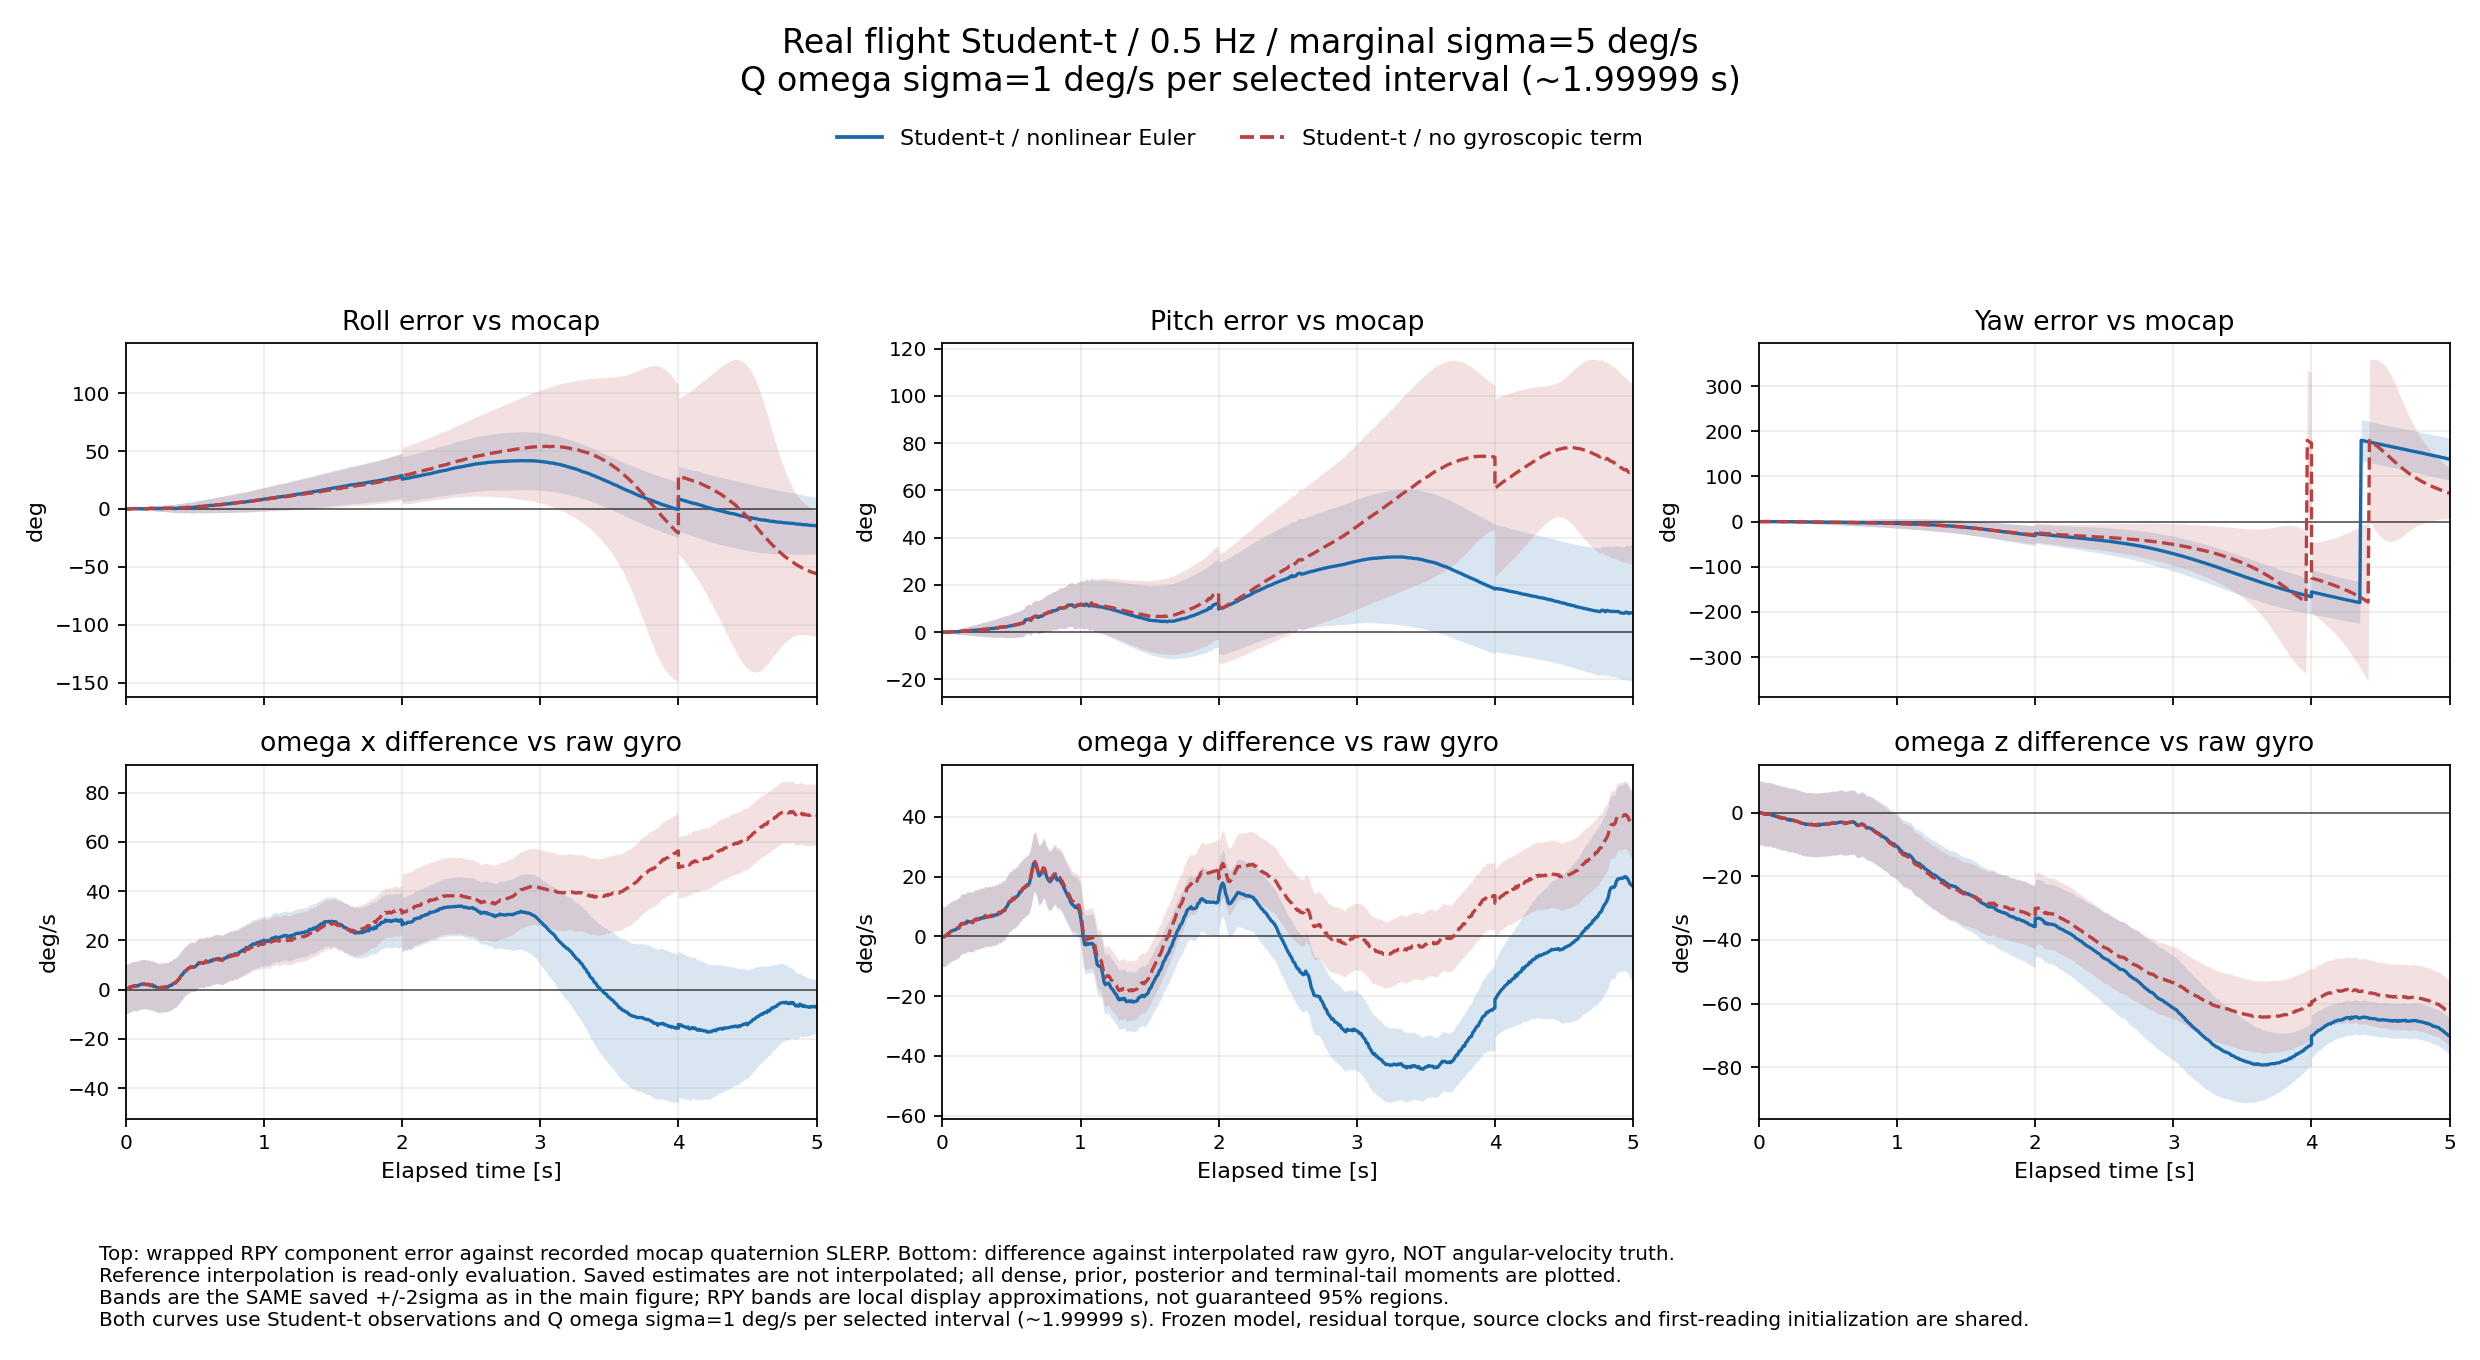 Real flight Student-t / 0.5 Hz / marginal sigma=5 deg/s
Q omega sigma=1 deg/s per selected interval (~1.99999 s)
Student-t / nonlinear Euler
Student-t / no gyroscopic term
Roll error vs mocap
100
50
0
−50
−100
−150
deg
Pitch error vs mocap
120
100
80
60
40
20
0
−20
deg
Yaw error vs mocap
300
200
100
0
−100
−200
−300
deg
omega x difference vs raw gyro
80
60
40
20
0
−20
−40
deg/s
0 1 2 3 4 5
Elapsed time [s]
omega y difference vs raw gyro
40
20
0
−20
−40
−60
deg/s
0 1 2 3 4 5
Elapsed time [s]
omega z difference vs raw gyro
0
−20
−40
−60
−80
deg/s
0 1 2 3 4 5
Elapsed time [s]
Top: wrapped RPY component error against recorded mocap quaternion SLERP. Bottom: difference against interpolated raw gyro, NOT angular-velocity truth.
Reference interpolation is read-only evaluation. Saved estimates are not interpolated; all dense, prior, posterior and terminal-tail moments are plotted.
Bands are the SAME saved +/-2sigma as in the main figure; RPY bands are local display approximations, not guaranteed 95% regions.
Both curves use Student-t observations and Q omega sigma=1 deg/s per selected interval (~1.99999 s). Frozen model, residual torque, source clocks and first-reading initialization are shared.